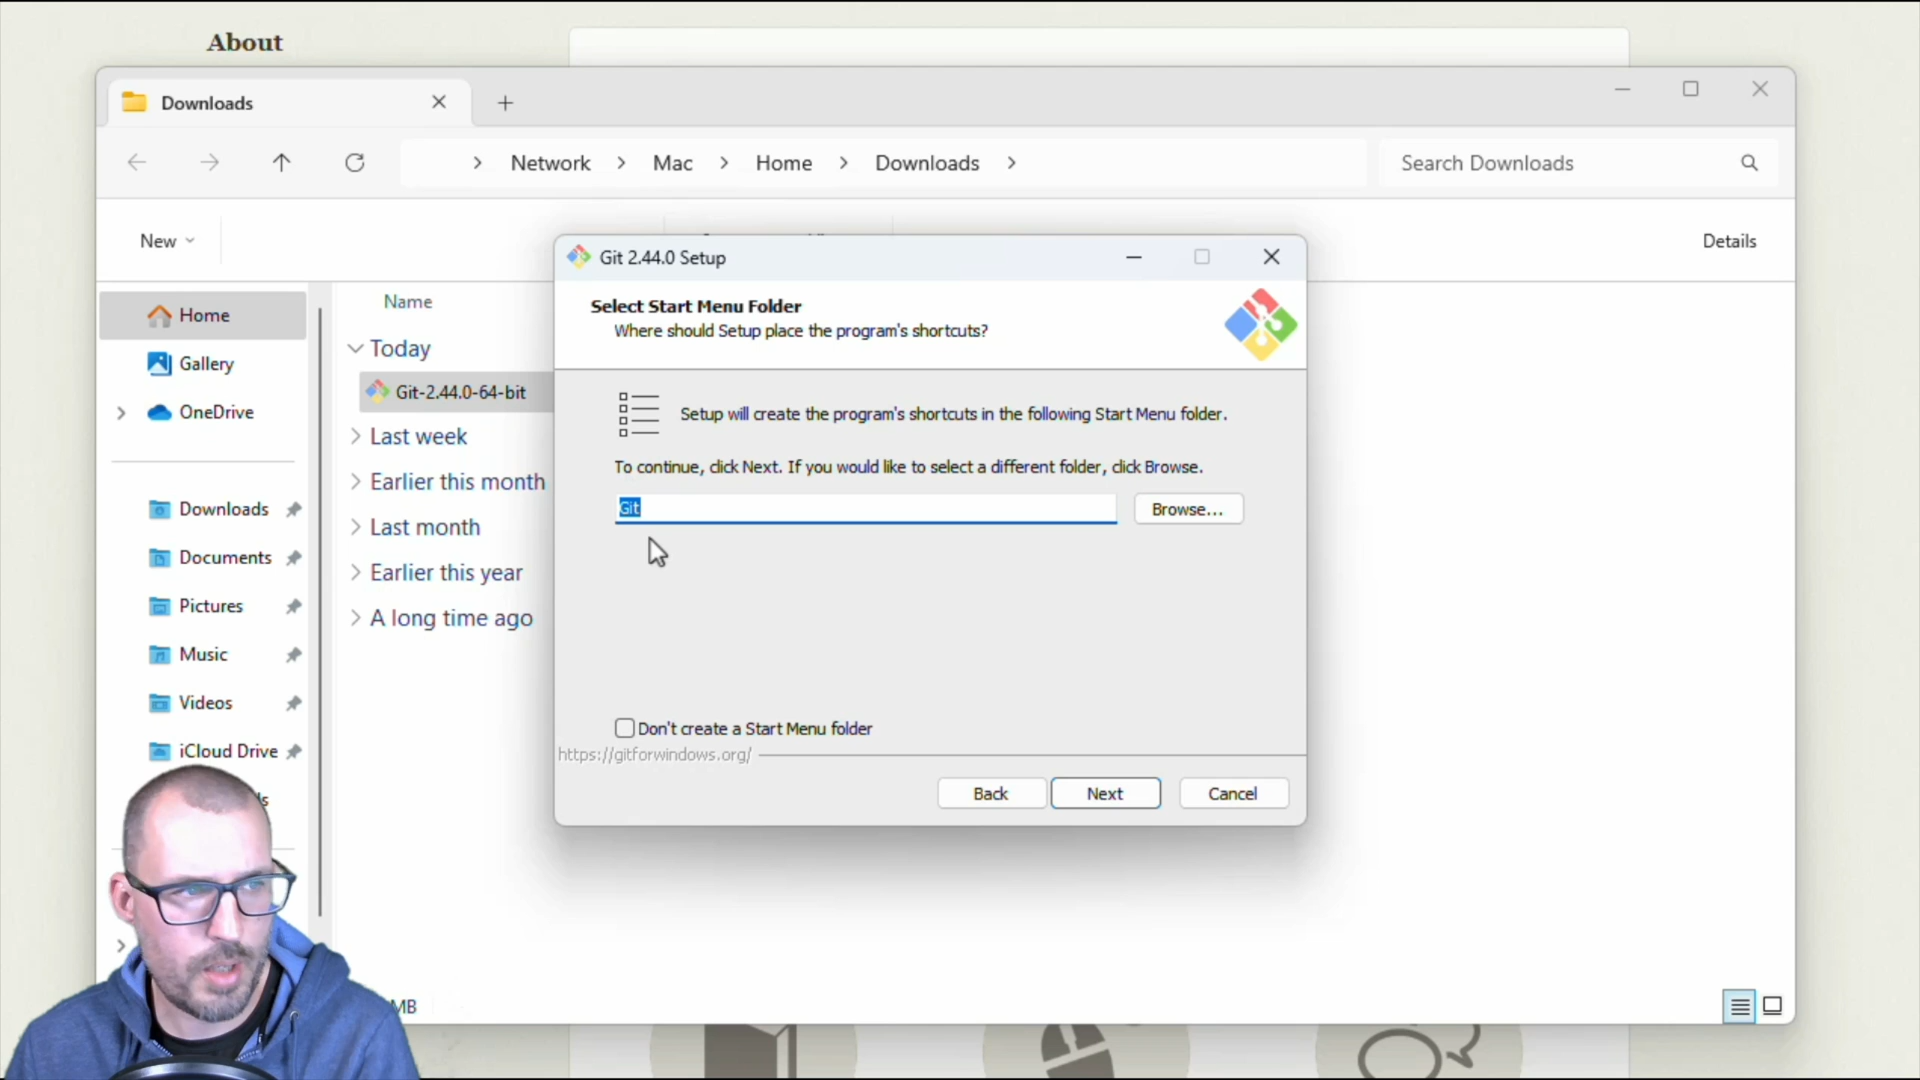 About
Downloads
Network
Mac
Home
Downloads
Search Downloads
New
Details
Git 2.44.0 Setup
Select Start Menu Folder
Where should Setup place the program's shortcuts?
Setup will create the program's shortcuts in the following Start Menu folder.
To continue, click Next. If you would like to select a different folder, click Browse.
Git
Browse...
Don't create a Start Menu folder
https://gitforwindows.org/
Back
Next
Cancel
Home
Gallery
OneDrive
Downloads
Documents
Pictures
Music
Videos
iCloud Drive
Name
Today
Git-2.44.0-64-bit
Last week
Earlier this month
Last month
Earlier this year
A long time ago
MB